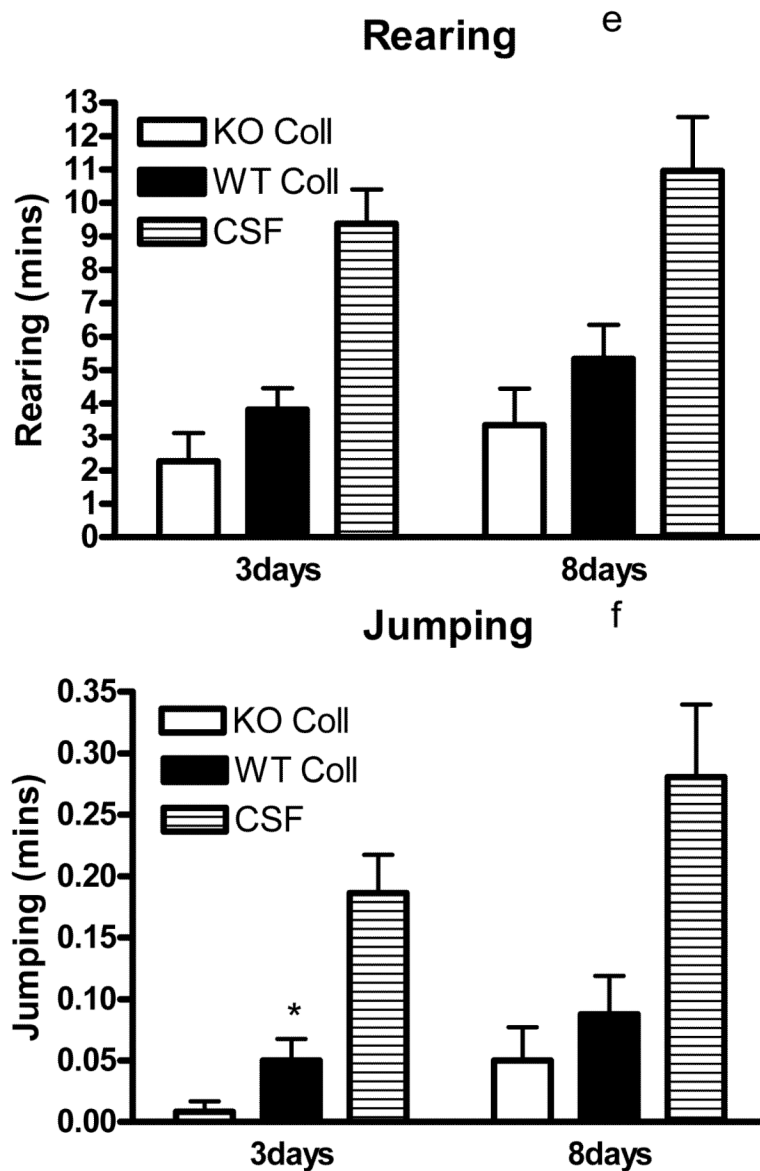 Rearing e
13
12
11
10
9
8
7
6
5
4
3
2
1
0
Rearing (mins)
KO Coll
WT Coll
CSF
3days 8days
Jumping f
0.35
0.30
0.25
0.20
0.15
0.10
0.05
0.00
Jumping (mins)
KO Coll
WT Coll
CSF
*
3days 8days